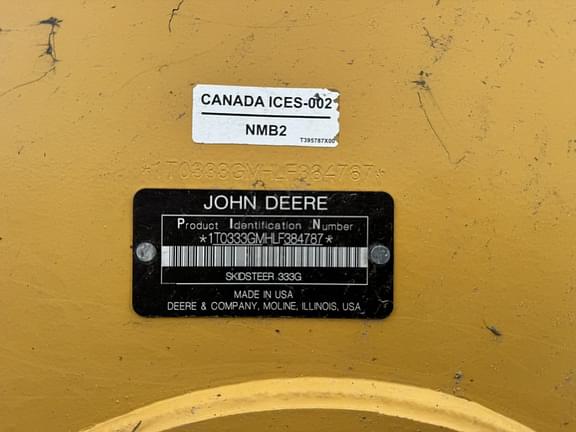 CANADA ICES-002
NMB2
T395787X00
*1T0333GMHLF384787*
JOHN DEERE
Product Identification Number
*1T0333GMHLF384787*
SKIDSTEER 333G
MADE IN USA
DEERE & COMPANY, MOLINE, ILLINOIS, USA